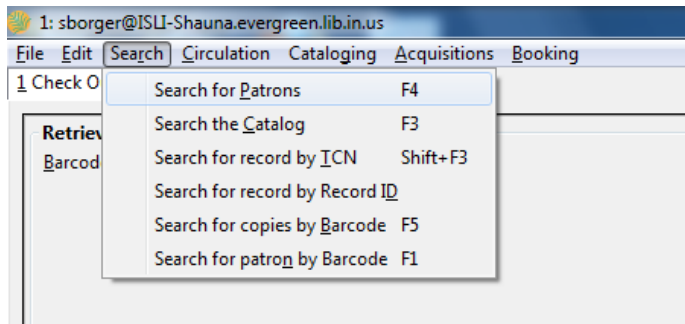 1: sborger@ISLI-Shauna.evergreen.lib.in.us
File Edit Search Circulation Cataloging Acquisitions Booking
1 Check O
Search for Patrons F4
Search the Catalog F3
Retriev
Barcod
Search for record by TCN Shift+F3
Search for record by Record ID
Search for copies by Barcode F5
Search for patron by Barcode F1